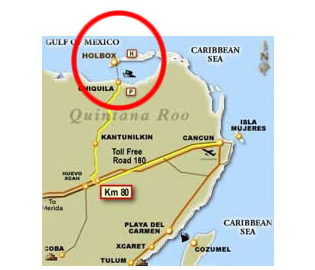 GULF OF MEXICO
CARIBBEAN
SEA
HOLBOX
H
N
CHIQUILA
P
Quintana Roo
ISLA
MUJERES
KANTUNILKIN
CANCUN
Toll Free
Road 180
HUEVO
XCAN
Km 80
To
Merida
PLAYA DEL
CARMEN
CARIBBEAN
SEA
COBA
XCARET
COZUMEL
TULUM